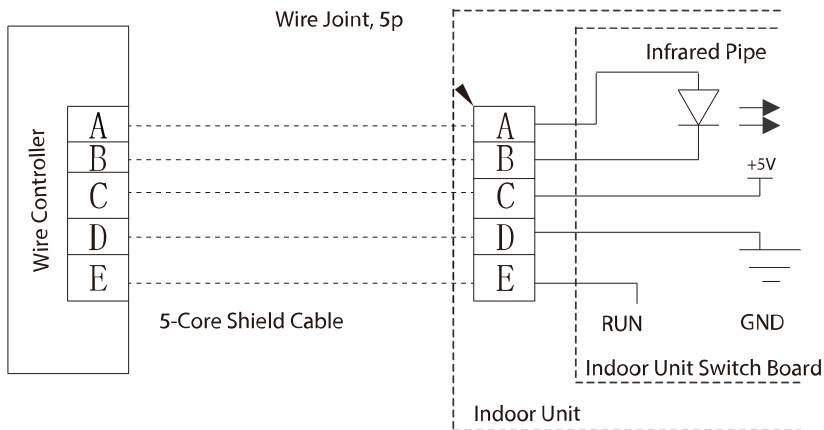 Wire Joint, 5p
Infrared Pipe
Wire Controller
A
B
C
D
E
A
B
C
D
E
+5V
5-Core Shield Cable
RUN
GND
Indoor Unit Switch Board
Indoor Unit